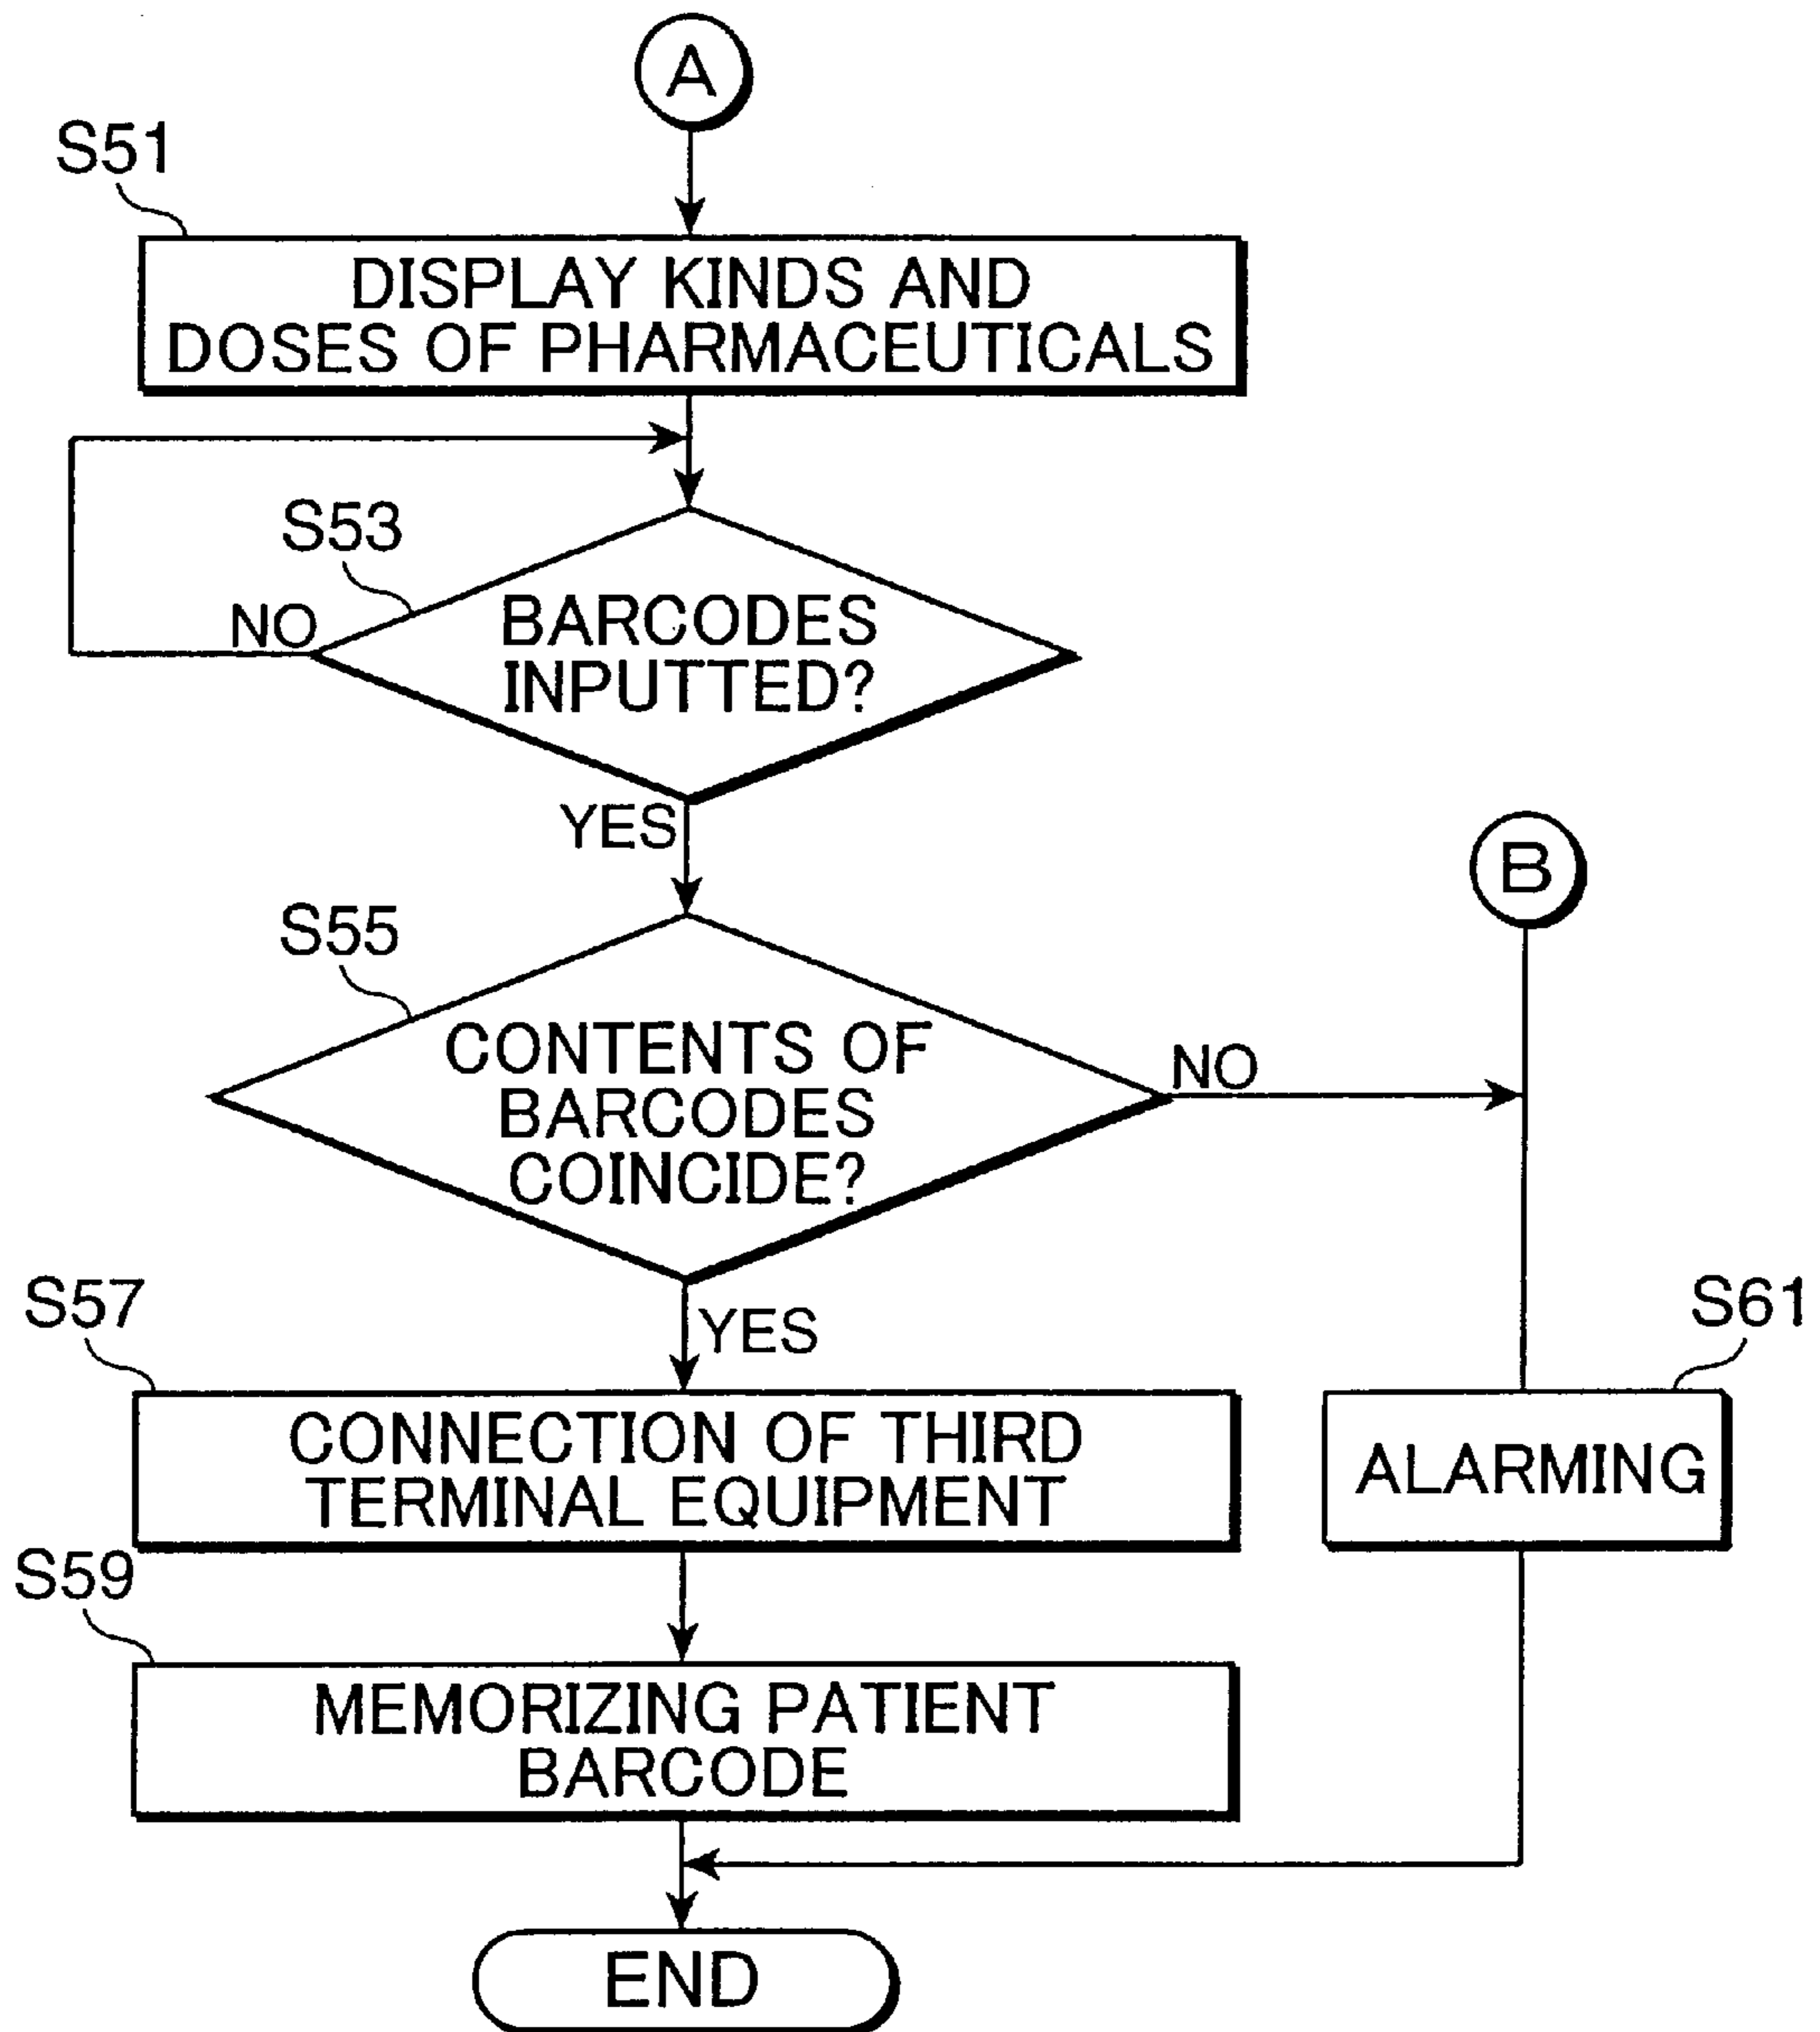 A
S51
DISPLAY KINDS AND
DOSES OF PHARMACEUTICALS
S53
NO
BARCODES
INPUTTED?
YES
B
S55
CONTENTS OF
BARCODES
COINCIDE?
NO
YES
S57
CONNECTION OF THIRD
TERMINAL EQUIPMENT
S61
ALARMING
S59
MEMORIZING PATIENT
BARCODE
END